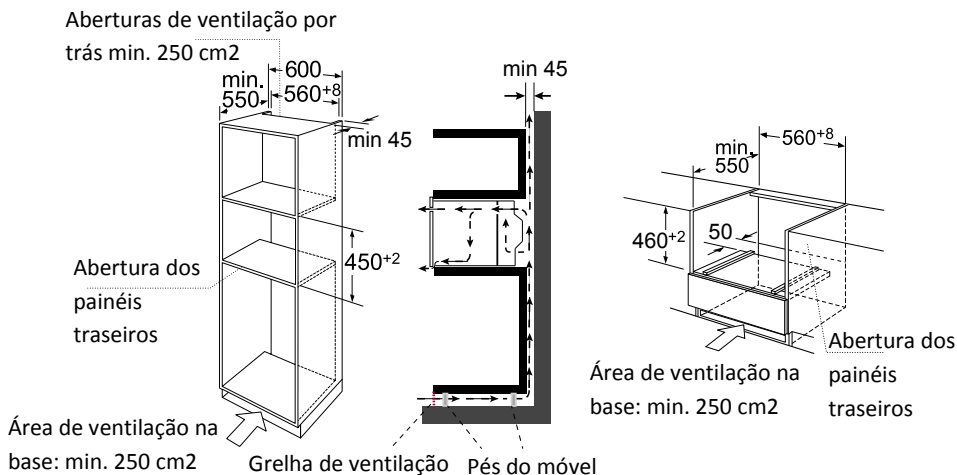 Aberturas de ventilação por
trás min. 250 cm2
600
min.
550
560+8
min 45
450+2
Abertura dos
painéis
traseiros
Área de ventilação na
base: min. 250 cm2
min 45
Grelha de ventilação
Pés do móvel
560+8
min.
550
50
460+2
Abertura dos
painéis
traseiros
Área de ventilação na
base: min. 250 cm2